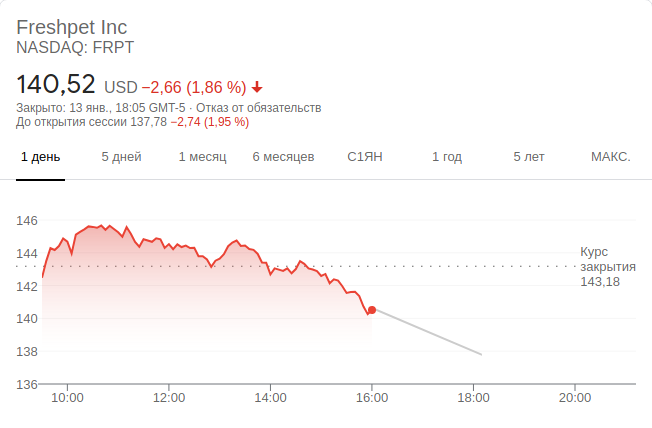 Freshpet Inc
NASDAQ: FRPT
140,52 USD −2,66 (1,86 %)
Закрыто: 13 янв., 18:05 GMT-5 · Отказ от обязательств
До открытия сессии 137,78 −2,74 (1,95 %)
1 день 5 дней 1 месяц 6 месяцев С1ЯН 1 год 5 лет МАКС.
146
144
142
140
138
136
Курс
закрытия
143,18
10:00 12:00 14:00 16:00 18:00 20:00